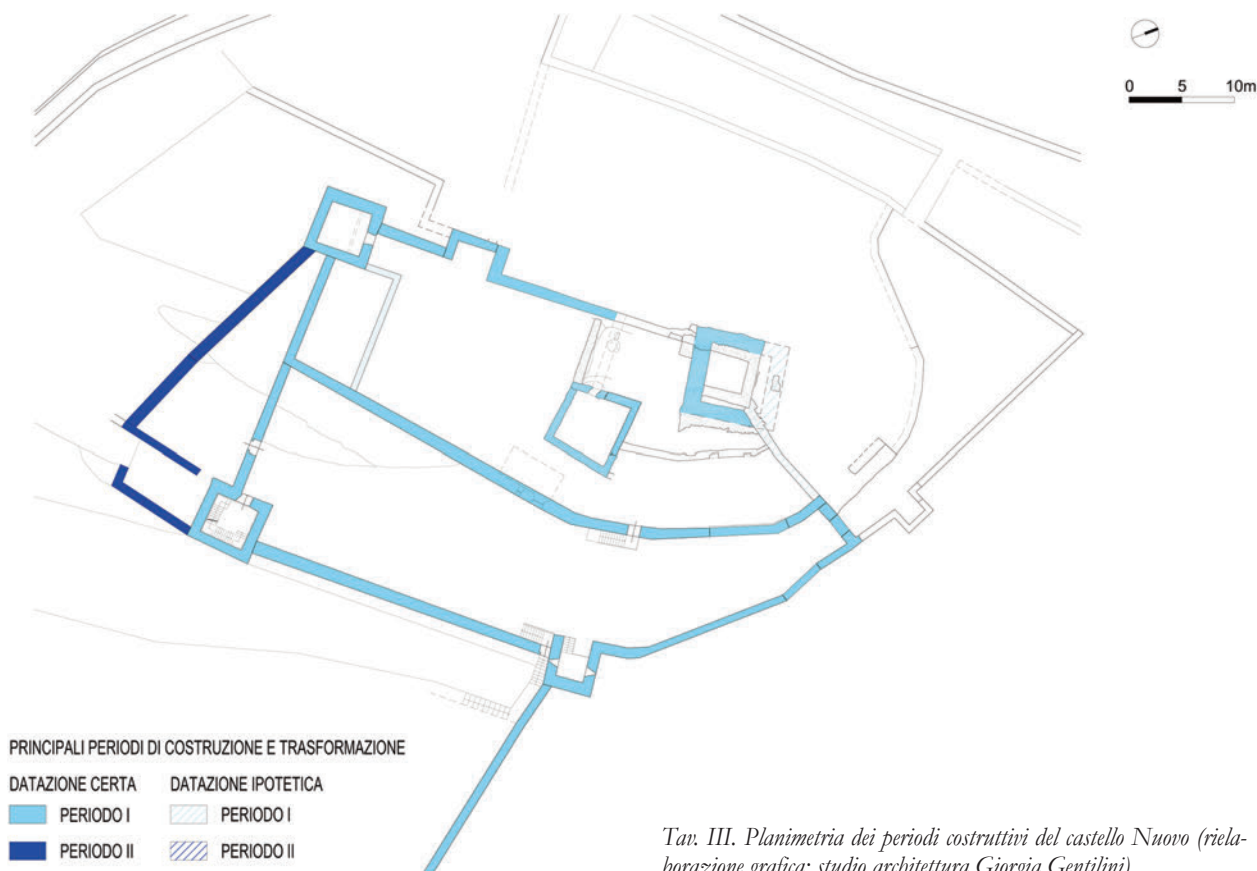 0 5 10m
PRINCIPALI PERIODI DI COSTRUZIONE E TRASFORMAZIONE
DATAZIONE CERTA DATAZIONE IPOTETICA
PERIODO I PERIODO I
PERIODO II PERIODO II
Tav. III. Planimetria dei periodi costruttivi del castello Nuovo (riela-
borazione grafica: studio architettura Giorgia Gentilini)